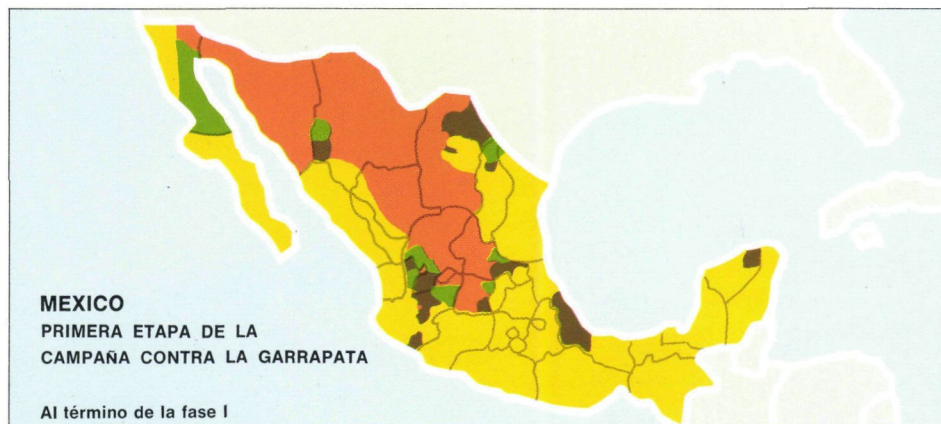 MEXICO
PRIMERA ETAPA DE LA
CAMPAÑA CONTRA LA GARRAPATA
Al término de la fase I